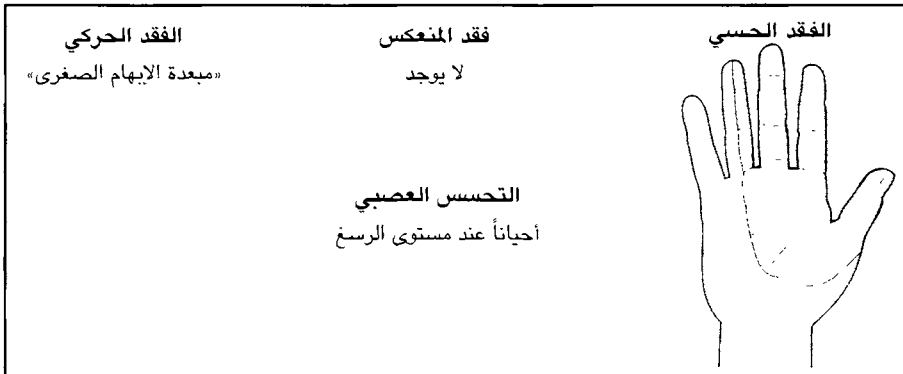 الفقد الحسي
فقد المنعكس
لا يوجد
التحسس العصبي
أحياناً عند مستوى الرسغ
الفقد الحركي
«مبعدة الإبهام الصغرى»